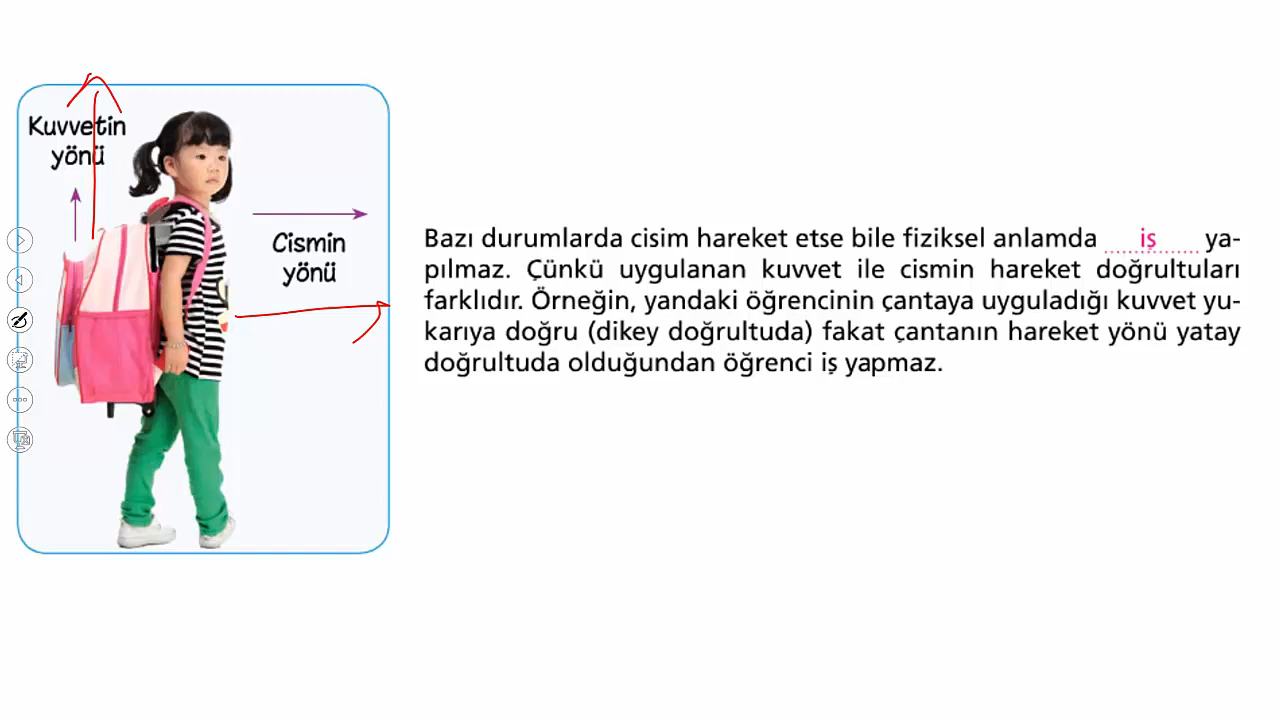 Kuvvetin
yönü
Cismin
yönü
Bazı durumlarda cisim hareket etse bile fiziksel anlamda iş ya-
pılmaz. Çünkü uygulanan kuvvet ile cismin hareket doğrultuları
farklıdır. Örneğin, yandaki öğrencinin çantaya uyguladığı kuvvet yu-
karıya doğru (dikey doğrultuda) fakat çantanın hareket yönü yatay
doğrultuda olduğundan öğrenci iş yapmaz.